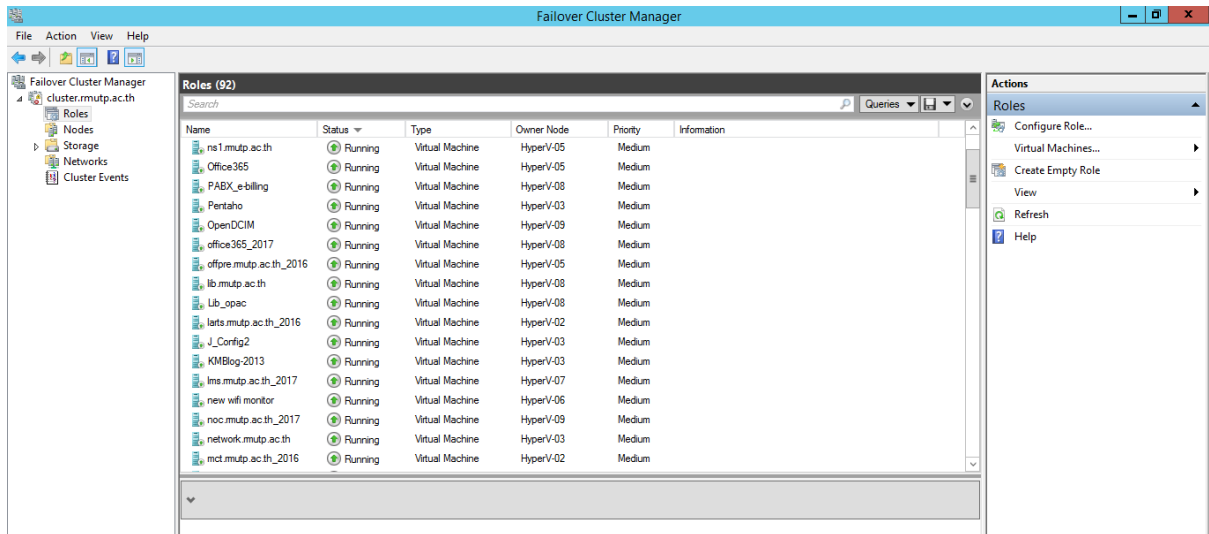 Failover Cluster Manager
File Action View Help
Failover Cluster Manager
cluster.rmutp.ac.th
Roles
Nodes
Storage
Networks
Cluster Events
Roles (92)
Search
Queries
Name Status Type Owner Node Priority Information
ns1.rmutp.ac.th Running Virtual Machine HyperV-05 Medium
Office365 Running Virtual Machine HyperV-05 Medium
PABX_e-billing Running Virtual Machine HyperV-08 Medium
Pentaho Running Virtual Machine HyperV-03 Medium
OpenDCIM Running Virtual Machine HyperV-09 Medium
office365_2017 Running Virtual Machine HyperV-08 Medium
offpre.rmutp.ac.th_2016 Running Virtual Machine HyperV-05 Medium
lib.rmutp.ac.th Running Virtual Machine HyperV-08 Medium
Lib_opac Running Virtual Machine HyperV-08 Medium
larts.rmutp.ac.th_2016 Running Virtual Machine HyperV-02 Medium
J_Config2 Running Virtual Machine HyperV-03 Medium
KMBlog-2013 Running Virtual Machine HyperV-03 Medium
lms.rmutp.ac.th_2017 Running Virtual Machine HyperV-07 Medium
new wifi monitor Running Virtual Machine HyperV-06 Medium
noc.rmutp.ac.th_2017 Running Virtual Machine HyperV-09 Medium
network.rmutp.ac.th Running Virtual Machine HyperV-03 Medium
mct.rmutp.ac.th_2016 Running Virtual Machine HyperV-02 Medium
Actions
Roles
Configure Role...
Virtual Machines...
Create Empty Role
View
Refresh
Help